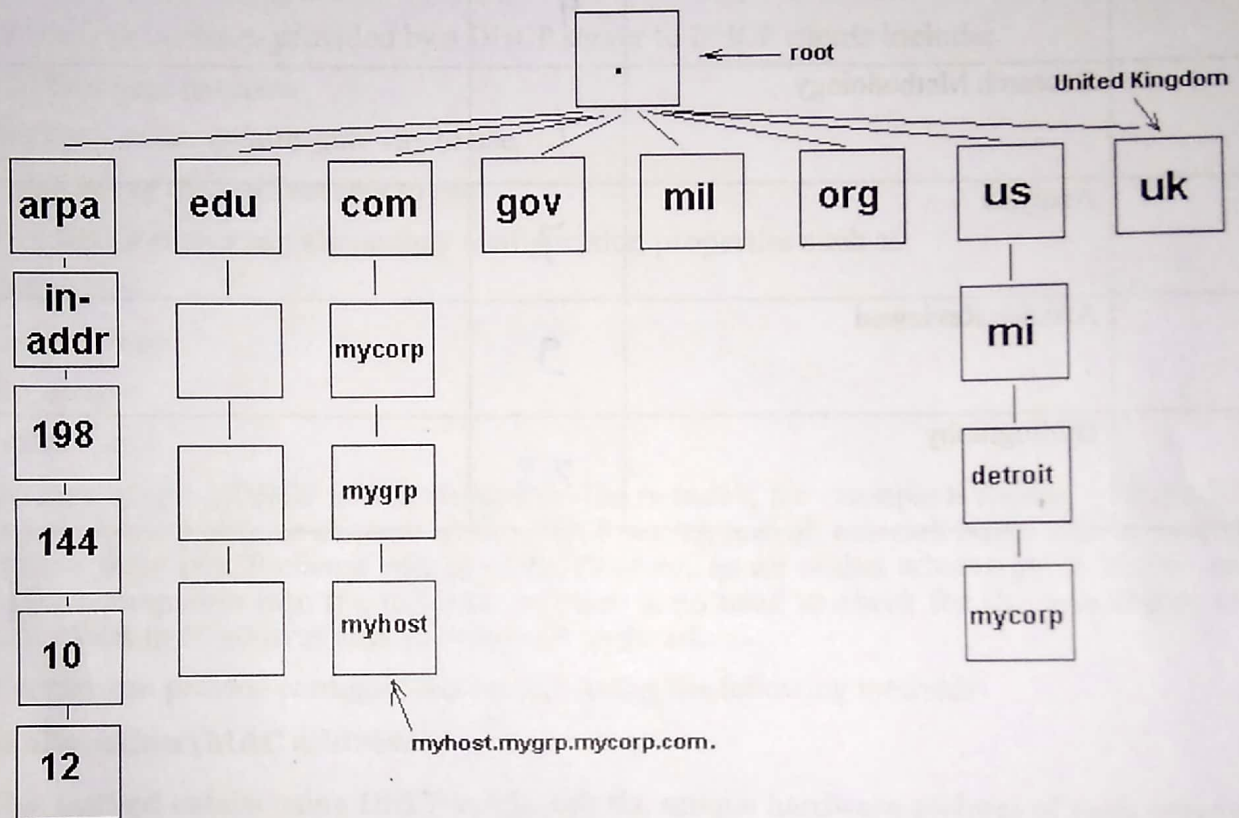 .
root
United Kingdom
arpa
edu
com
gov
mil
org
us
uk
in-
addr
mycorp
mi
198
mygrp
detroit
144
myhost
mycorp
10
myhost.mygrp.mycorp.com.
12